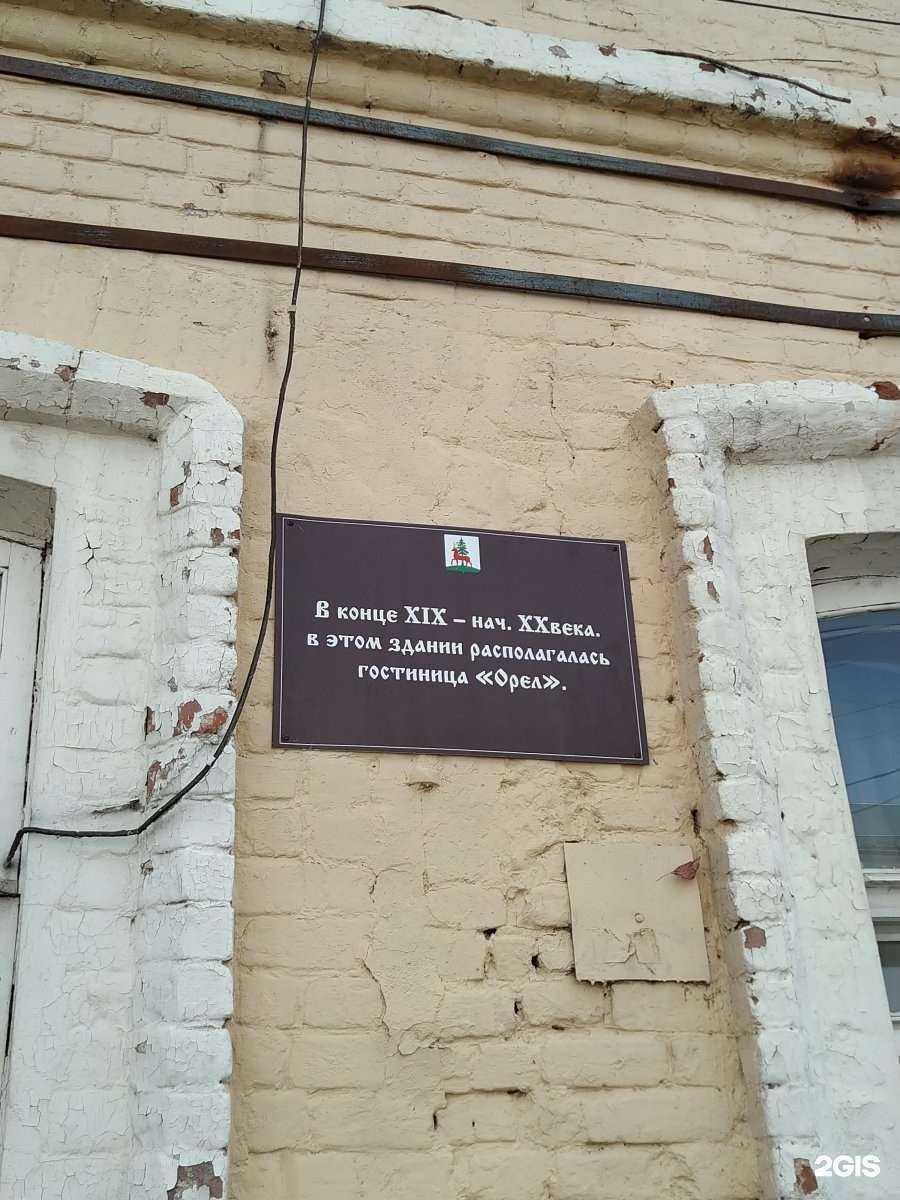 В конце XIX – нач. XXвека.
в этом здании располагалась
гостиница «Орел».
2GIS